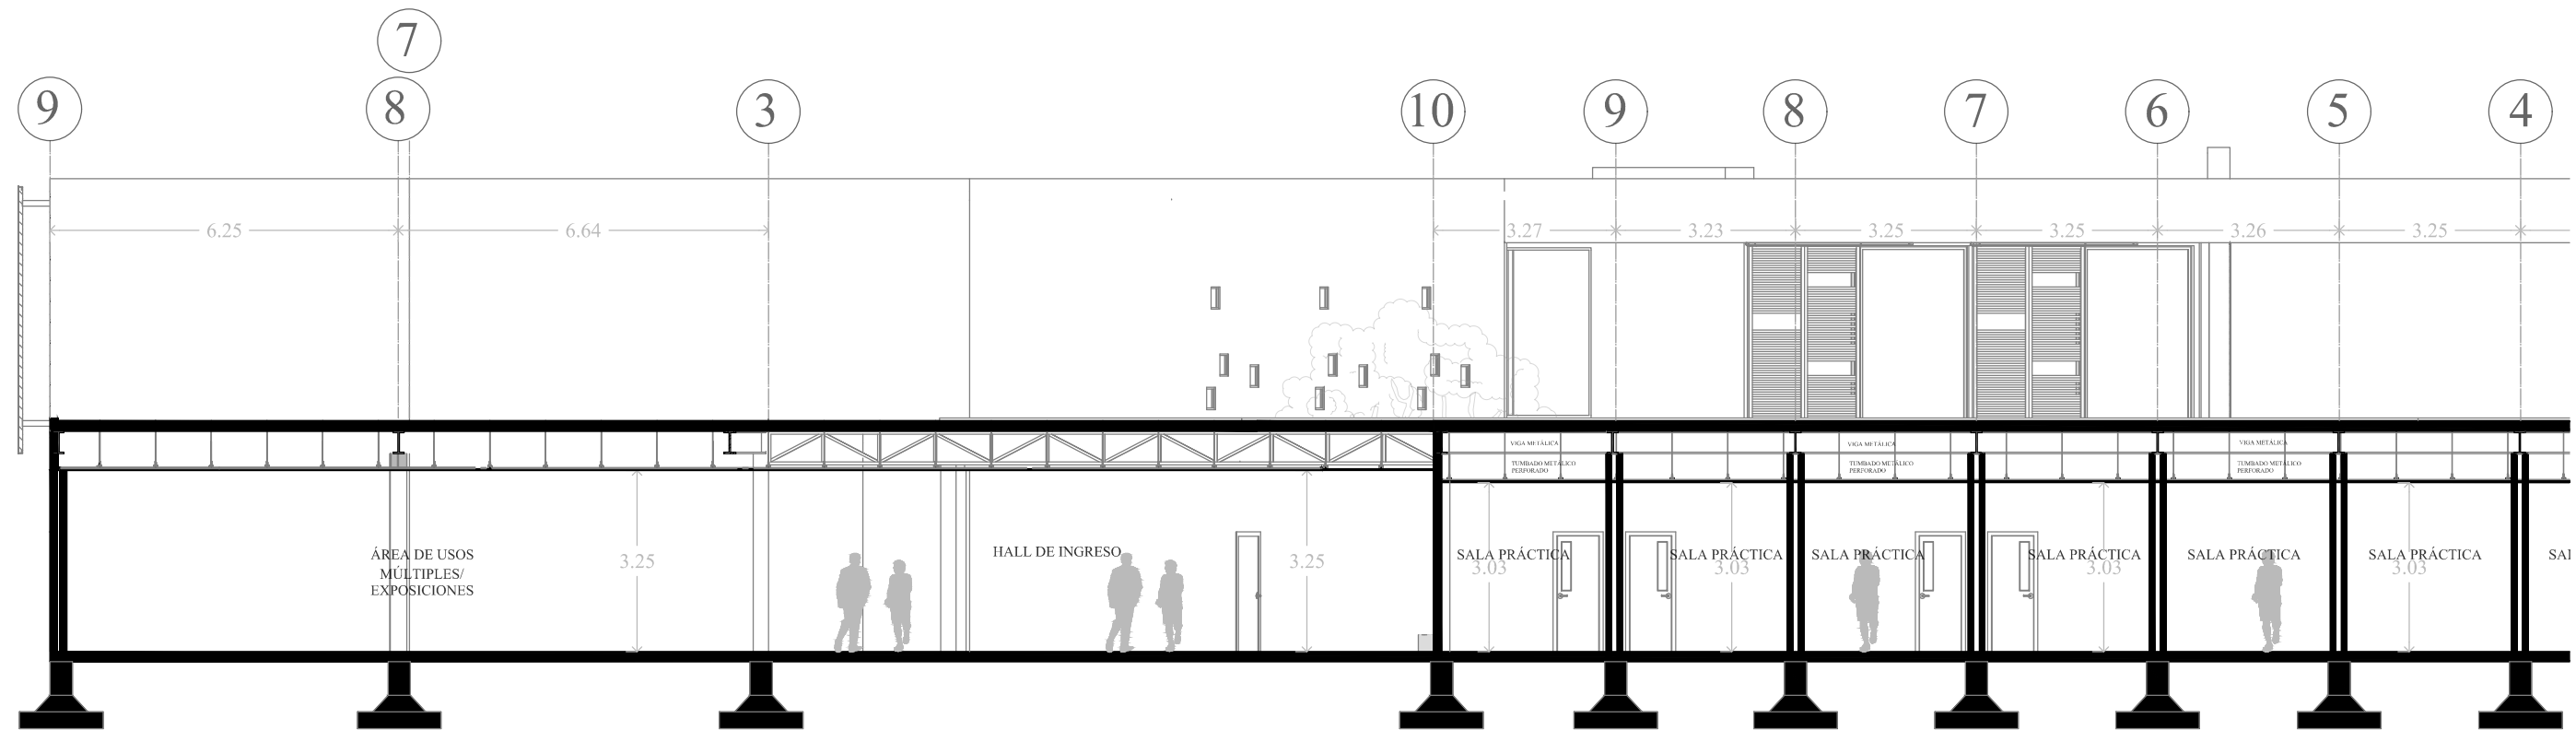 7
9
8
3
10
9
8
7
6
5
4
6.25
6.64
3.27
3.23
3.25
3.25
3.26
3.25
VIGA METÁLICA
VIGA METÁLICA
VIGA METÁLICA
TUMBADO METÁLICO
PERFORADO
TUMBADO METÁLICO
PERFORADO
TUMBADO METÁLICO
PERFORADO
ÁREA DE USOS
MÚLTIPLES/
EXPOSICIONES
3.25
HALL DE INGRESO
3.25
SALA PRÁCTICA
3.03
SALA PRÁCTICA
3.03
SALA PRÁCTICA
SALA PRÁCTICA
3.03
SALA PRÁCTICA
SALA PRÁCTICA
3.03